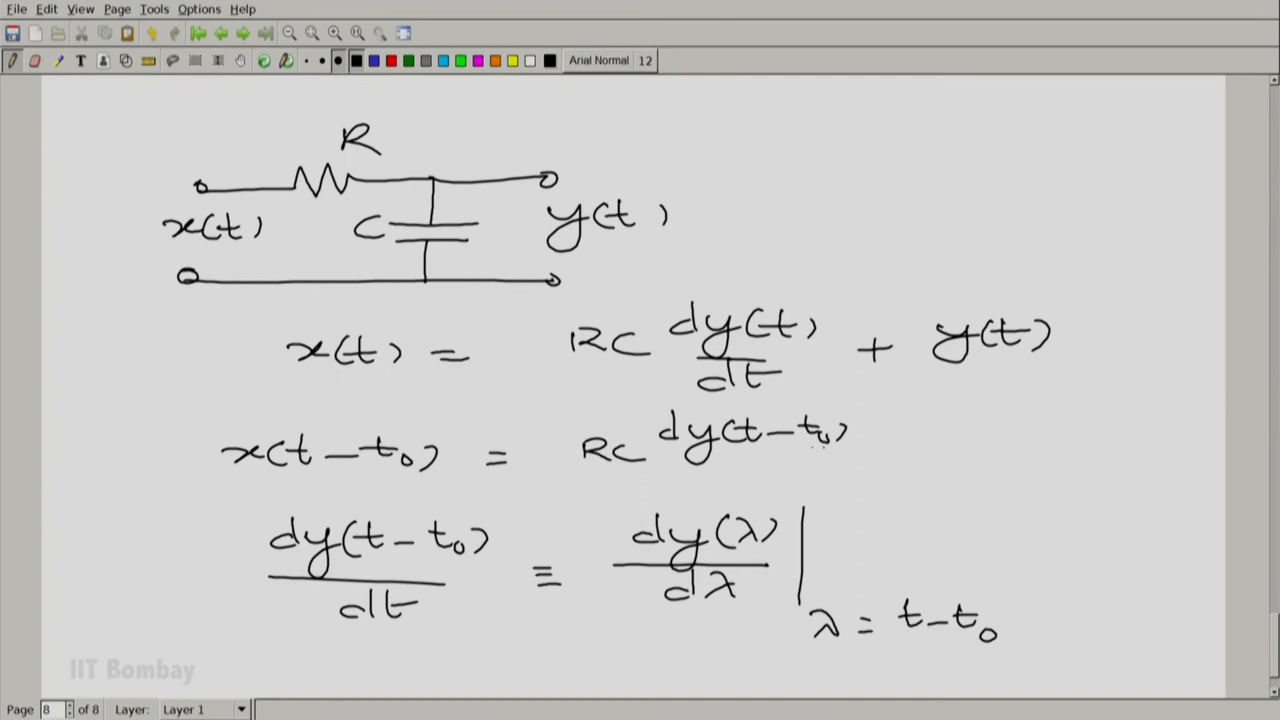 File Edit View Page Tools Options Help
Arial Normal 12
R
x(t) C y(t)
x(t) = RC dy(t)/dt + y(t)
x(t - t₀) = RC dy(t - t₀)
dy(t - t₀)/dt ≡ dy(λ)/dλ |λ = t - t₀
IIT Bombay
Page 8 of 8 Layer: Layer 1